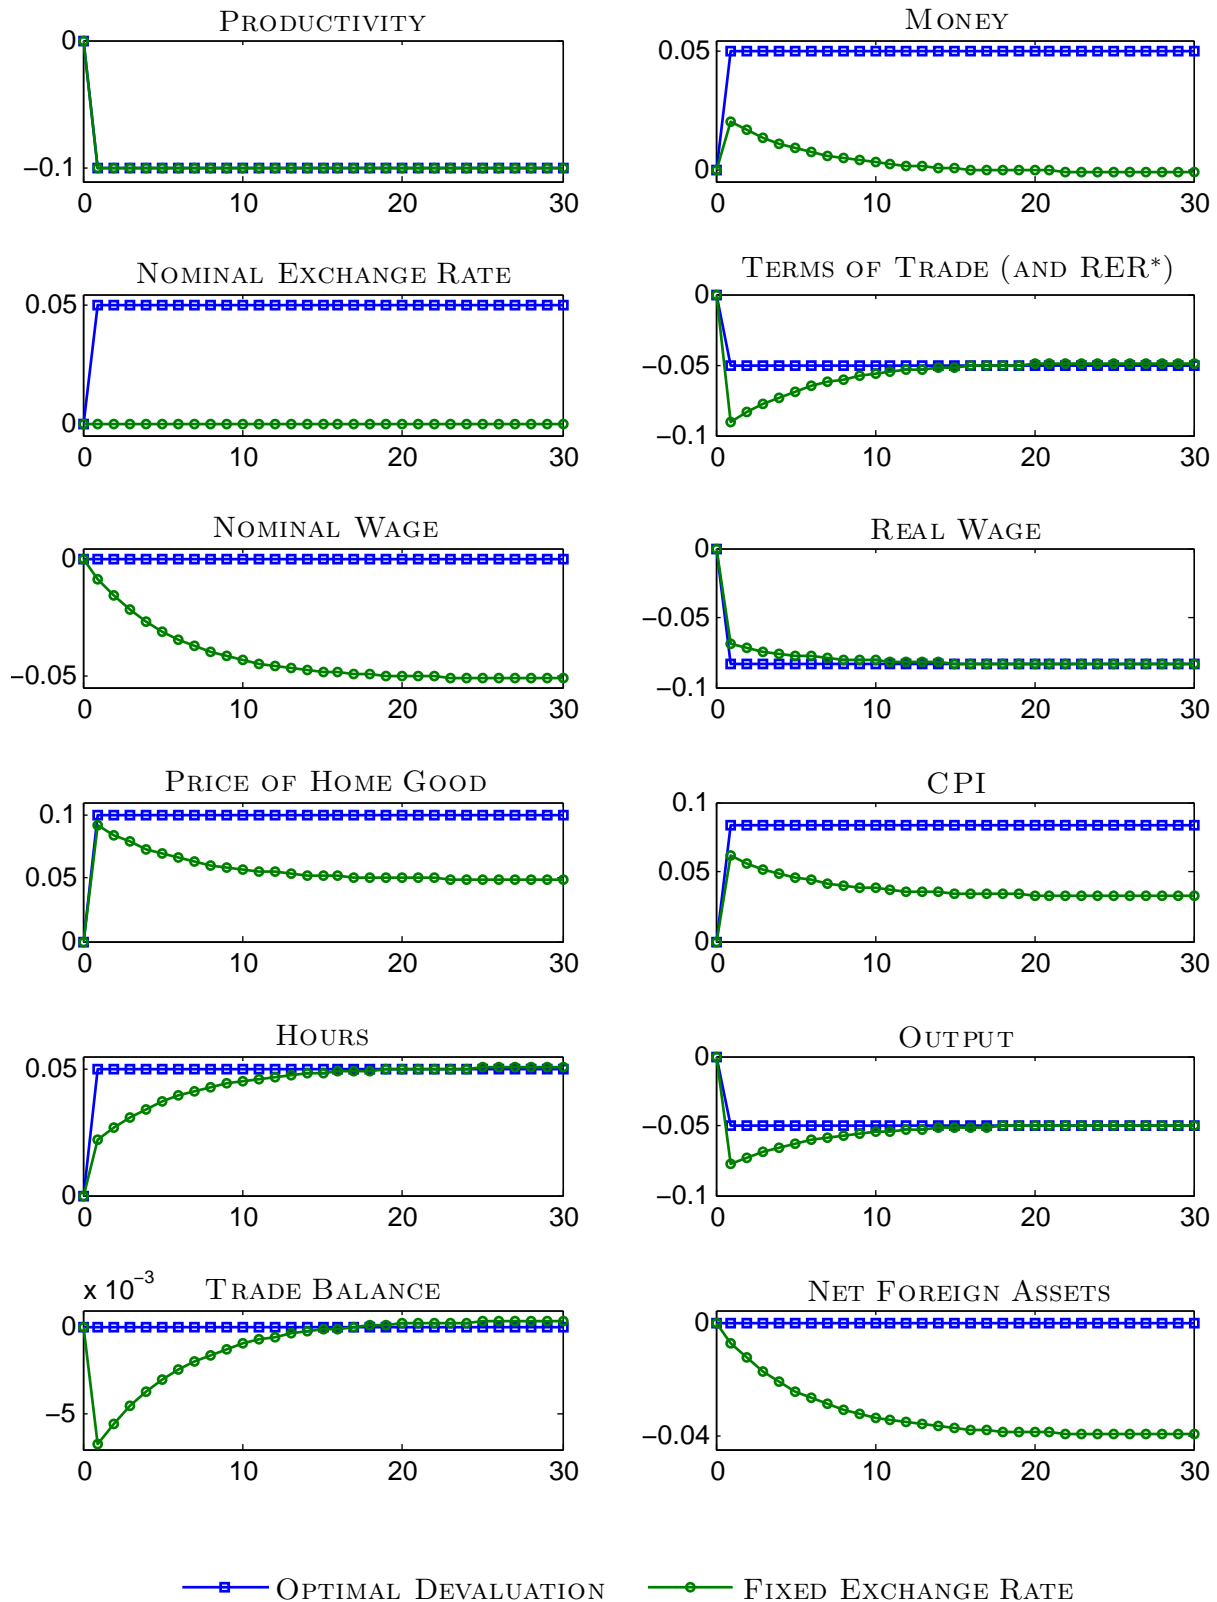 PRODUCTIVITY
0
−0.1
0 10 20 30
MONEY
0.05
0
0 10 20 30
NOMINAL EXCHANGE RATE
0.05
0
0 10 20 30
TERMS OF TRADE (AND RER*)
0
−0.05
−0.1
0 10 20 30
NOMINAL WAGE
0
−0.05
0 10 20 30
REAL WAGE
0
−0.05
−0.1
0 10 20 30
PRICE OF HOME GOOD
0.1
0.05
0
0 10 20 30
CPI
0.1
0.05
0
0 10 20 30
HOURS
0.05
0
0 10 20 30
OUTPUT
0
−0.05
−0.1
0 10 20 30
x 10⁻³ TRADE BALANCE
0
−5
0 10 20 30
NET FOREIGN ASSETS
0
−0.04
0 10 20 30
OPTIMAL DEVALUATION FIXED EXCHANGE RATE